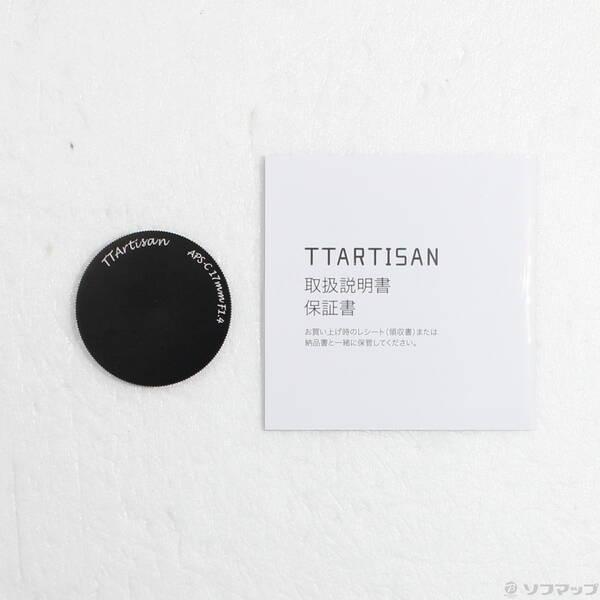 TTArtisan
APS-C 17mm F1.4
TTARTISAN
取扱説明書
保証書
お買い上げ時のレシート(領収書)または
納品書と一緒に保管してください。
ソフマップ